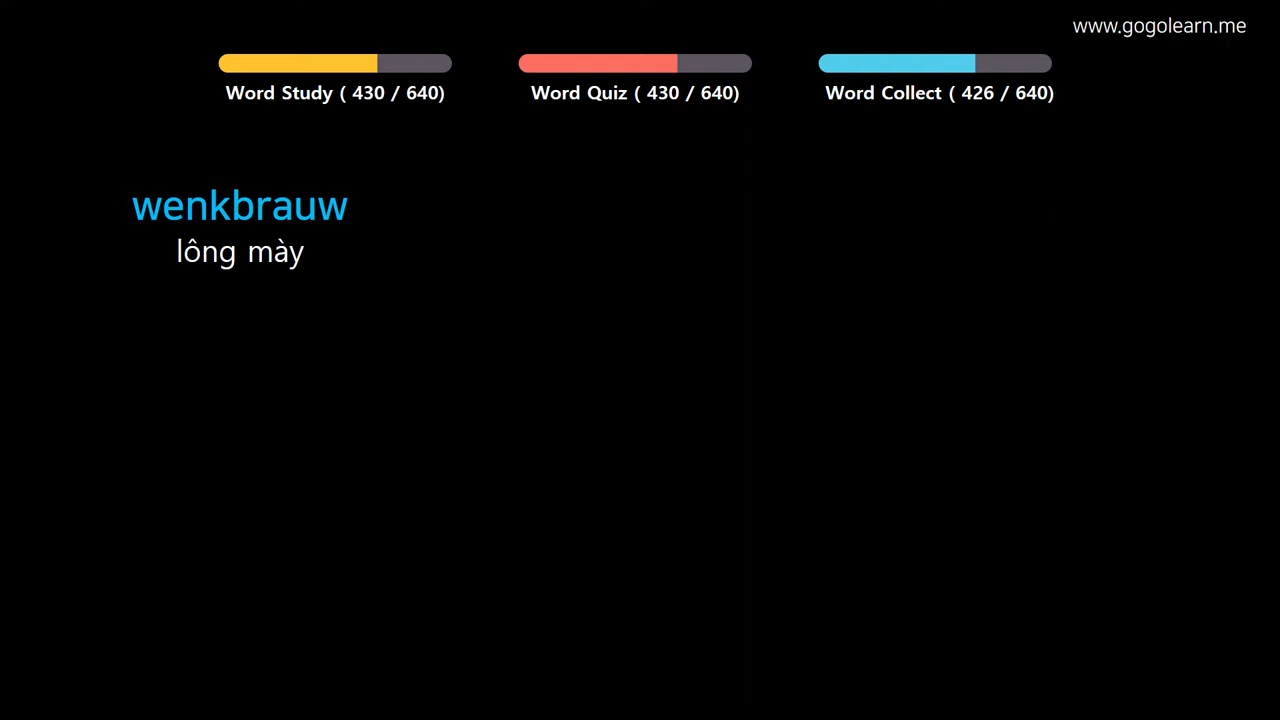 www.gogolearn.me
Word Study ( 430 / 640)
Word Quiz ( 430 / 640)
Word Collect ( 426 / 640)
wenkbrauw
lông mày